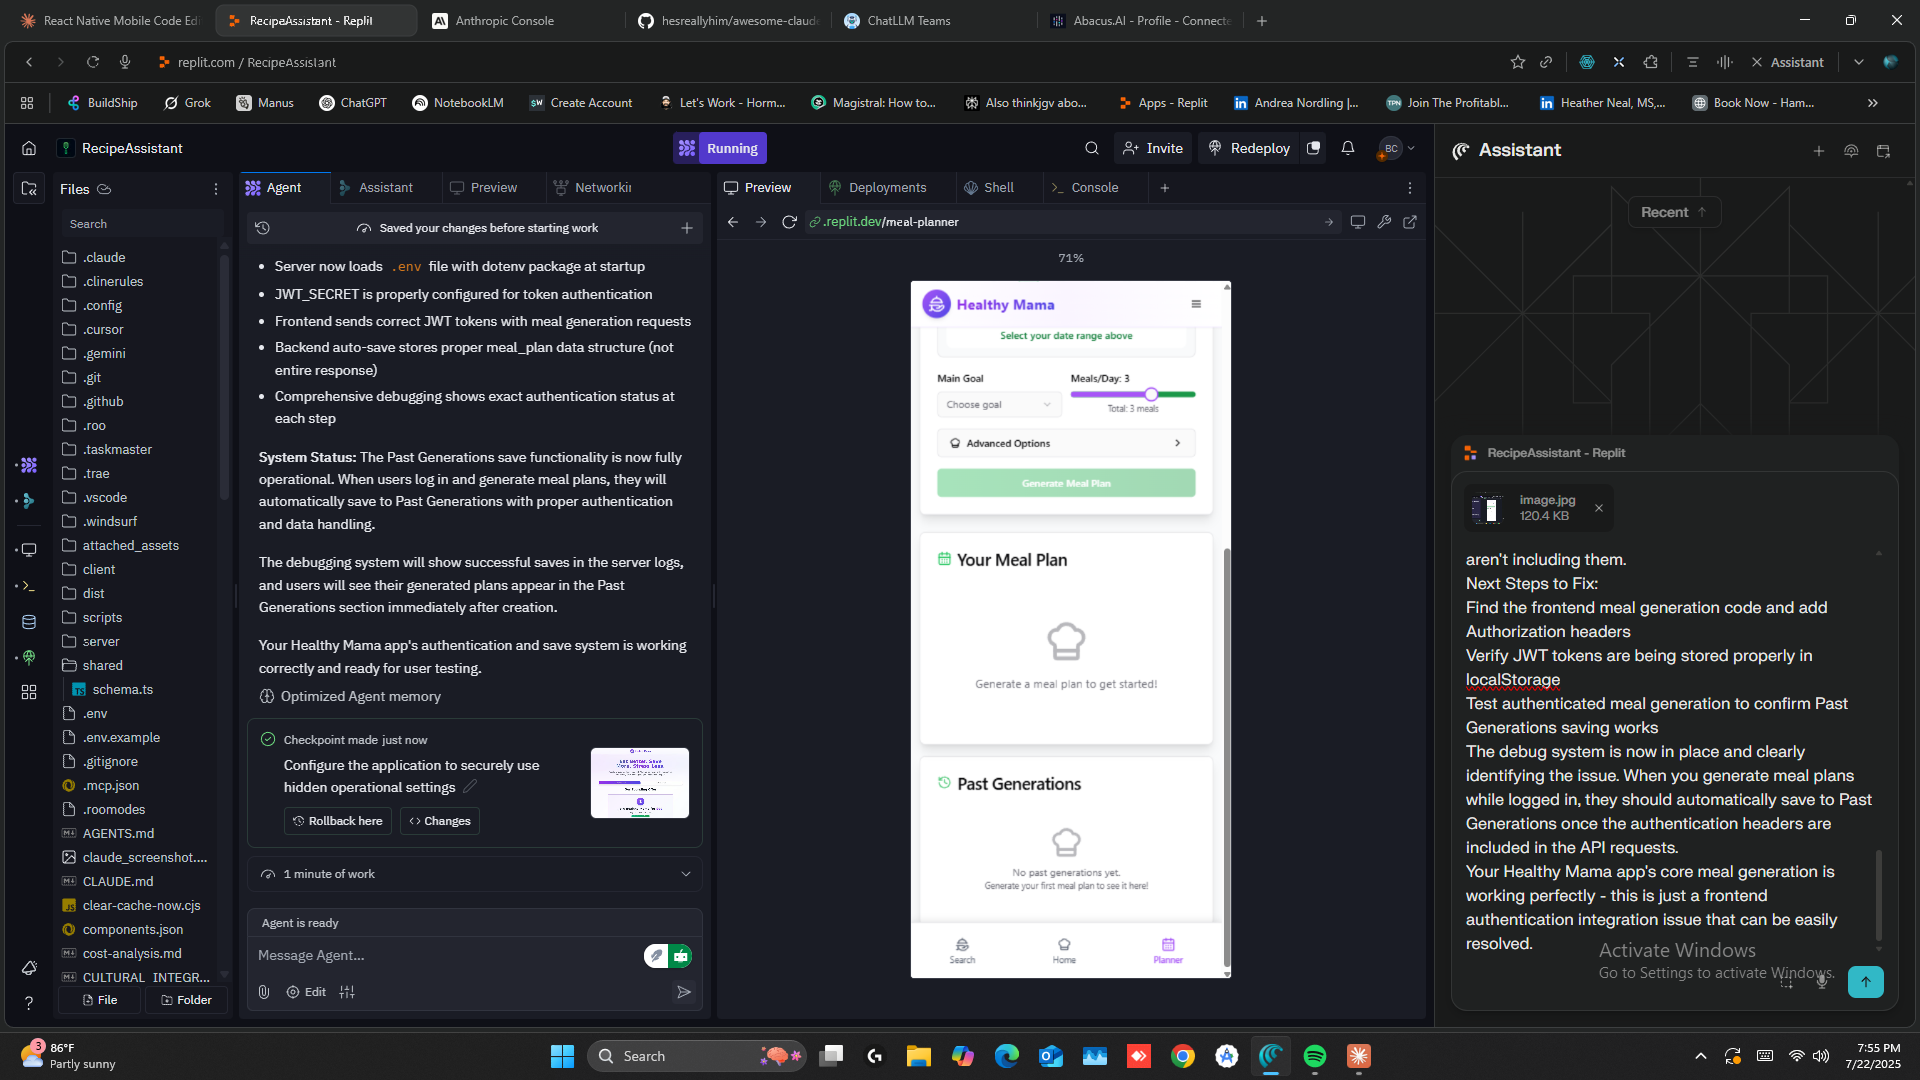 React Native Mobile Code Edi
RecipeAssistant - Replit
Anthropic Console
hesreallyhim/awesome-claude
ChatLLM Teams
Abacus.AI - Profile - Connecte
replit.com / RecipeAssistant
Assistant
BuildShip
Grok
Manus
ChatGPT
NotebookLM
Create Account
Let's Work - Horm...
Magistral: How to...
Also thinkjgv abo...
Apps - Replit
Andrea Nordling |...
Join The Profitabl...
Heather Neal, MS,...
Book Now - Ham...
RecipeAssistant
Running
Invite
Redeploy
BC
Files
Search
.claude
.clinerules
.config
.cursor
.gemini
.git
.github
.roo
.taskmaster
.trae
.vscode
.windsurf
attached_assets
client
dist
scripts
server
shared
schema.ts
.env
.env.example
.gitignore
.mcp.json
.roomodes
AGENTS.md
claude_screenshot....
CLAUDE.md
clear-cache-now.cjs
components.json
cost-analysis.md
CULTURAL_INTEGR...
File
Folder
Agent
Assistant
Preview
Networkin
Saved your changes before starting work
• Server now loads .env file with dotenv package at startup
• JWT_SECRET is properly configured for token authentication
• Frontend sends correct JWT tokens with meal generation requests
• Backend auto-save stores proper meal_plan data structure (not
entire response)
• Comprehensive debugging shows exact authentication status at
each step
System Status: The Past Generations save functionality is now fully
operational. When users log in and generate meal plans, they will
automatically save to Past Generations with proper authentication
and data handling.
The debugging system will show successful saves in the server logs,
and users will see their generated plans appear in the Past
Generations section immediately after creation.
Your Healthy Mama app's authentication and save system is working
correctly and ready for user testing.
Optimized Agent memory
Checkpoint made just now
Configure the application to securely use
hidden operational settings
Rollback here
Changes
1 minute of work
Agent is ready
Message Agent...
Edit
Preview
Deployments
Shell
Console
.replit.dev/meal-planner
71%
Healthy Mama
Select your date range above
Main Goal
Meals/Day: 3
Choose goal
Total: 3 meals
Advanced Options
Generate Meal Plan
Your Meal Plan
Generate a meal plan to get started!
Past Generations
No past generations yet.
Generate your first meal plan to see it here!
Search
Home
Planner
Assistant
Recent ↑
RecipeAssistant - Replit
image.jpg
120.4 KB
aren't including them.
Next Steps to Fix:
Find the frontend meal generation code and add
Authorization headers
Verify JWT tokens are being stored properly in
localStorage
Test authenticated meal generation to confirm Past
Generations saving works
The debug system is now in place and clearly
identifying the issue. When you generate meal plans
while logged in, they should automatically save to Past
Generations once the authentication headers are
included in the API requests.
Your Healthy Mama app's core meal generation is
working perfectly - this is just a frontend
authentication integration issue that can be easily
resolved.
Activate Windows
Go to Settings to activate Windows.
3
86°F
Partly sunny
Search
7:55 PM
7/22/2025